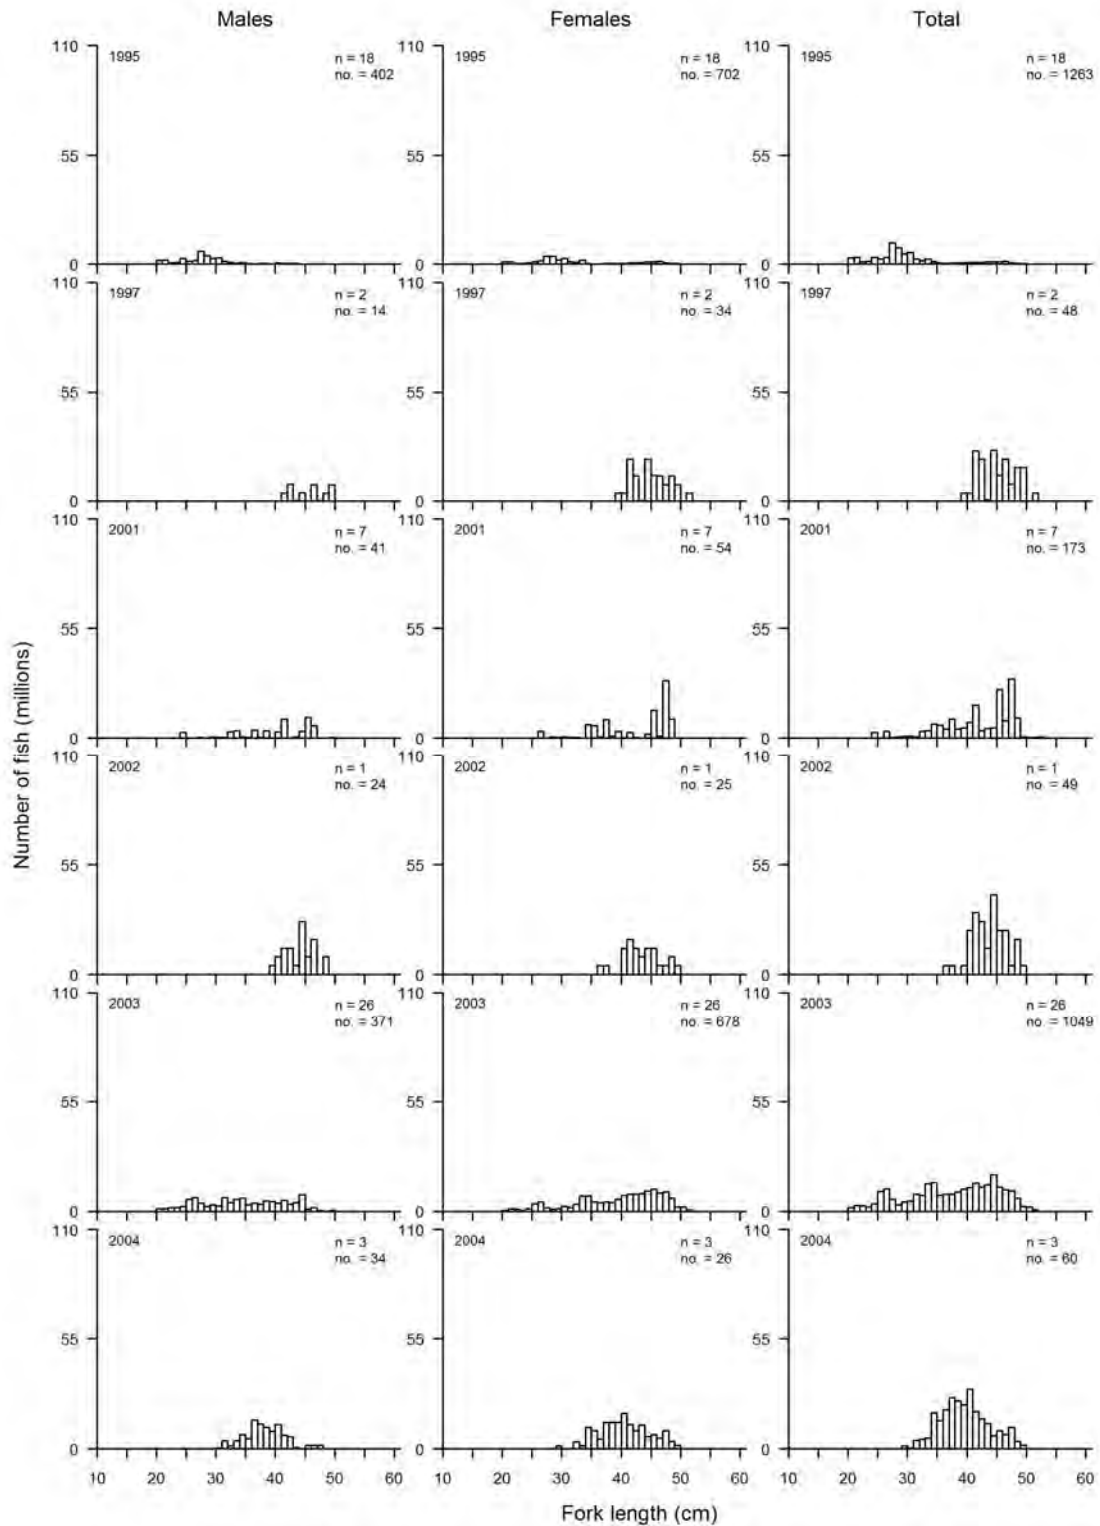 Males Females Total
110 1995 n = 18 1995 n = 18 1995 n = 18
no. = 402 110 no. = 702 110 no. = 1263
55 55 55
0 0 0
110 1997 n = 2 110 1997 n = 2 110 1997 n = 2
no. = 14 no. = 34 no. = 48
55 55 55
0 0 0
110 2001 n = 7 110 2001 n = 7 110 2001 n = 7
no. = 41 no. = 54 no. = 173
55 55 55
0 0 0
110 2002 n = 1 110 2002 n = 1 110 2002 n = 1
no. = 24 no. = 25 no. = 49
55 55 55
0 0 0
110 2003 n = 26 110 2003 n = 26 110 2003 n = 26
no. = 371 no. = 678 no. = 1049
55 55 55
0 0 0
110 2004 n = 3 110 2004 n = 3 110 2004 n = 3
no. = 34 no. = 26 no. = 60
55 55 55
0 0 0
10 20 30 40 50 60 10 20 30 40 50 60 10 20 30 40 50 60
Number of fish (millions)
Fork length (cm)